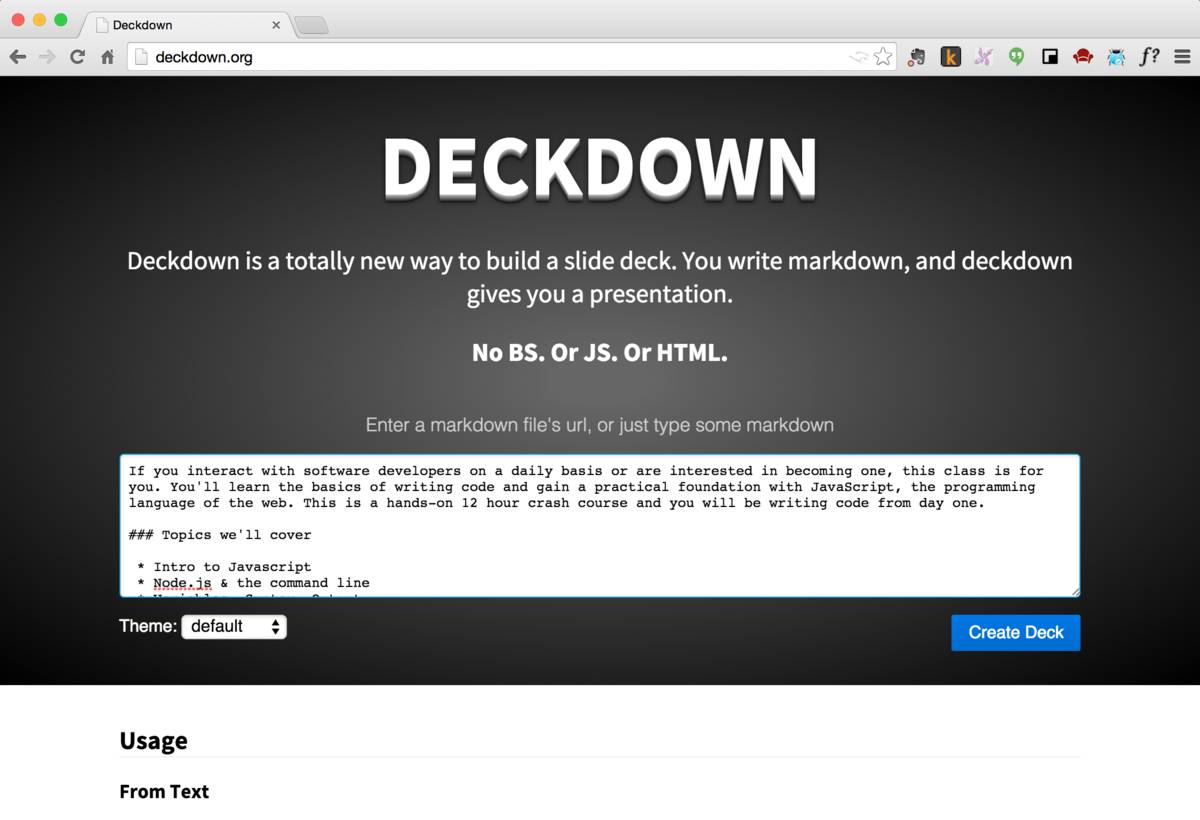 Deckdown
deckdown.org
f?
DECKDOWN
Deckdown is a totally new way to build a slide deck. You write markdown, and deckdown
gives you a presentation.
No BS. Or JS. Or HTML.
Enter a markdown file's url, or just type some markdown
If you interact with software developers on a daily basis or are interested in becoming one, this class is for
you. You'll learn the basics of writing code and gain a practical foundation with JavaScript, the programming
language of the web. This is a hands-on 12 hour crash course and you will be writing code from day one.
### Topics we'll cover
* Intro to Javascript
* Node.js & the command line
Theme: default
Create Deck
Usage
From Text